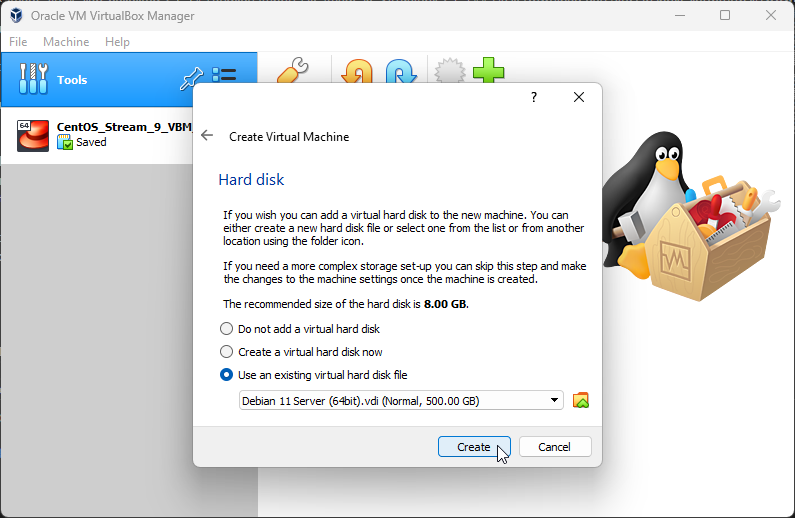 Oracle VM VirtualBox Manager
File Machine Help
Tools
64
CentOS_Stream_9_VBM
Saved
?
Create Virtual Machine
Hard disk
If you wish you can add a virtual hard disk to the new machine. You can
either create a new hard disk file or select one from the list or from another
location using the folder icon.
If you need a more complex storage set-up you can skip this step and make
the changes to the machine settings once the machine is created.
The recommended size of the hard disk is 8.00 GB.
Do not add a virtual hard disk
Create a virtual hard disk now
Use an existing virtual hard disk file
Debian 11 Server (64bit).vdi (Normal, 500.00 GB)
Create Cancel